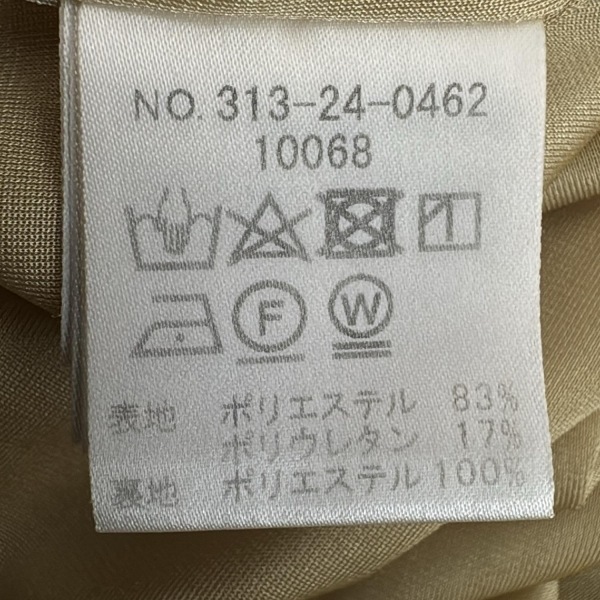 NO. 313-24-0462
10068
F W
表地 ポリエステル 83%
ポリウレタン 17%
裏地 ポリエステル 100%